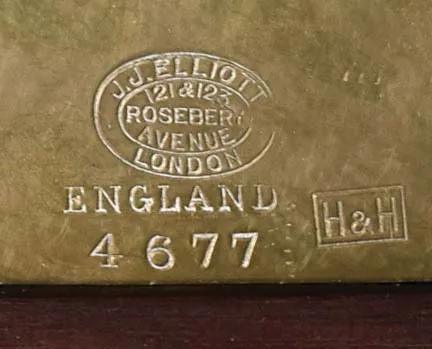 J.J.ELLIOTT
121 & 123
ROSEBERY
AVENUE
LONDON
ENGLAND
H&H
4677